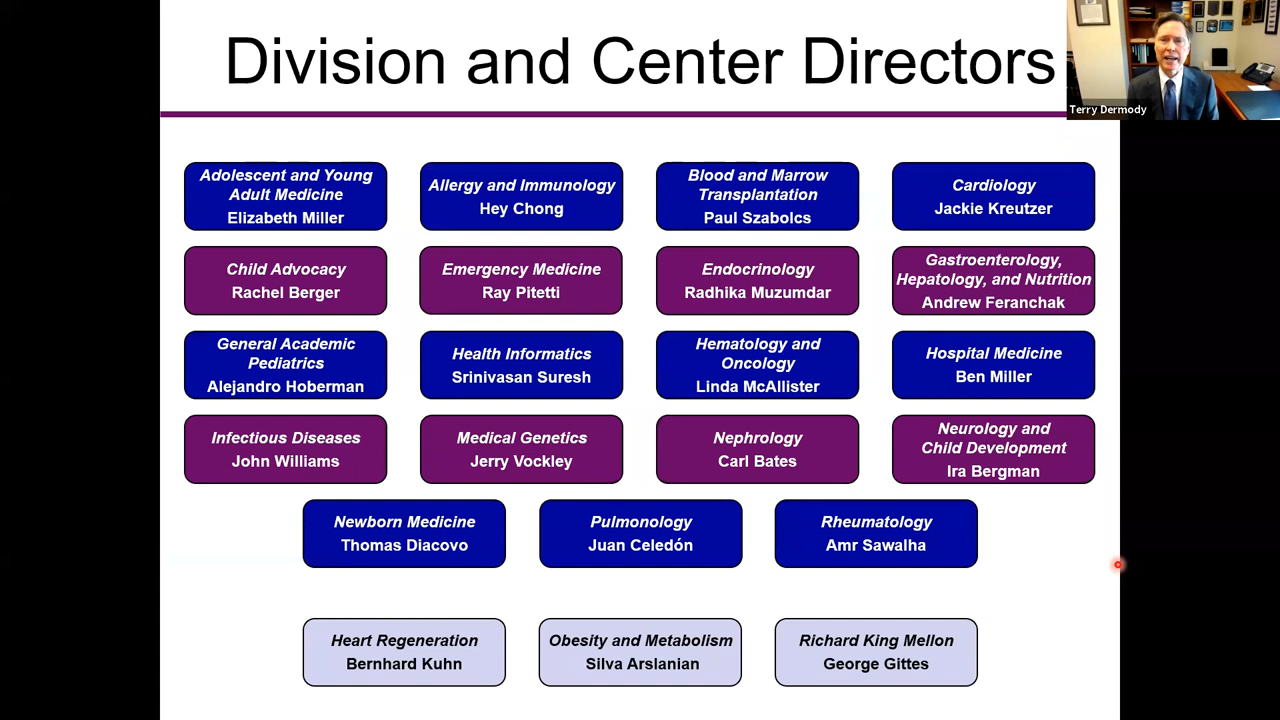 Division and Center Directors
Terry Dermody
Adolescent and Young
Adult Medicine
Elizabeth Miller
Allergy and Immunology
Hey Chong
Blood and Marrow
Transplantation
Paul Szabolcs
Cardiology
Jackie Kreutzer
Child Advocacy
Rachel Berger
Emergency Medicine
Ray Pitetti
Endocrinology
Radhika Muzumdar
Gastroenterology,
Hepatology, and Nutrition
Andrew Feranchak
General Academic
Pediatrics
Alejandro Hoberman
Health Informatics
Srinivasan Suresh
Hematology and
Oncology
Linda McAllister
Hospital Medicine
Ben Miller
Infectious Diseases
John Williams
Medical Genetics
Jerry Vockley
Nephrology
Carl Bates
Neurology and
Child Development
Ira Bergman
Newborn Medicine
Thomas Diacovo
Pulmonology
Juan Celedón
Rheumatology
Amr Sawalha
Heart Regeneration
Bernhard Kuhn
Obesity and Metabolism
Silva Arslanian
Richard King Mellon
George Gittes